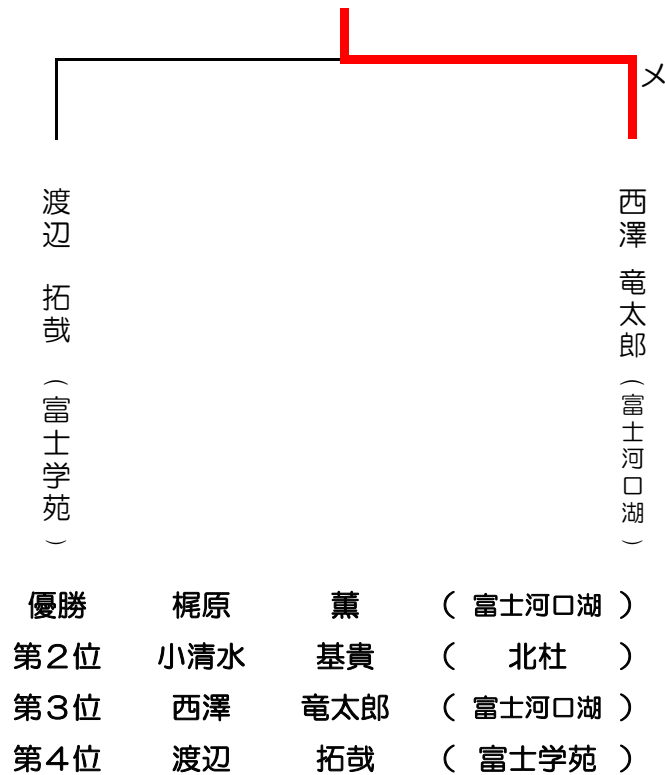 メ
渡辺 拓哉（富士学苑）
西澤 竜太郎（富士河口湖）
優勝 梶原 薫 （ 富士河口湖 ）
第２位 小清水 基貴 （ 北杜 ）
第３位 西澤 竜太郎 （ 富士河口湖 ）
第４位 渡辺 拓哉 （ 富士学苑 ）